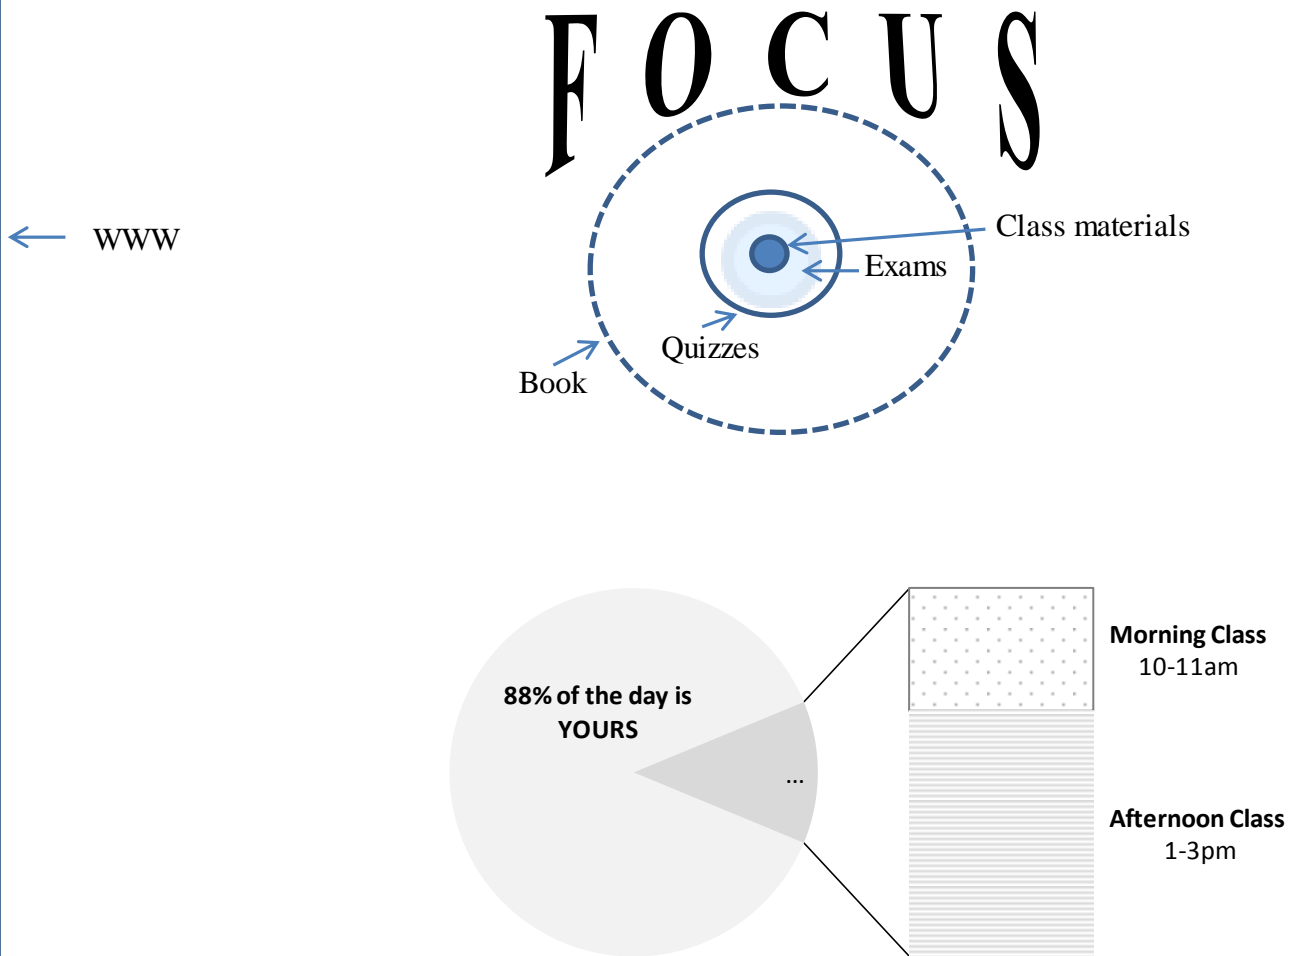 FOCUS
WWW
Class materials
Exams
Quizzes
Book
88% of the day is
YOURS
...
Morning Class
10-11am
Afternoon Class
1-3pm